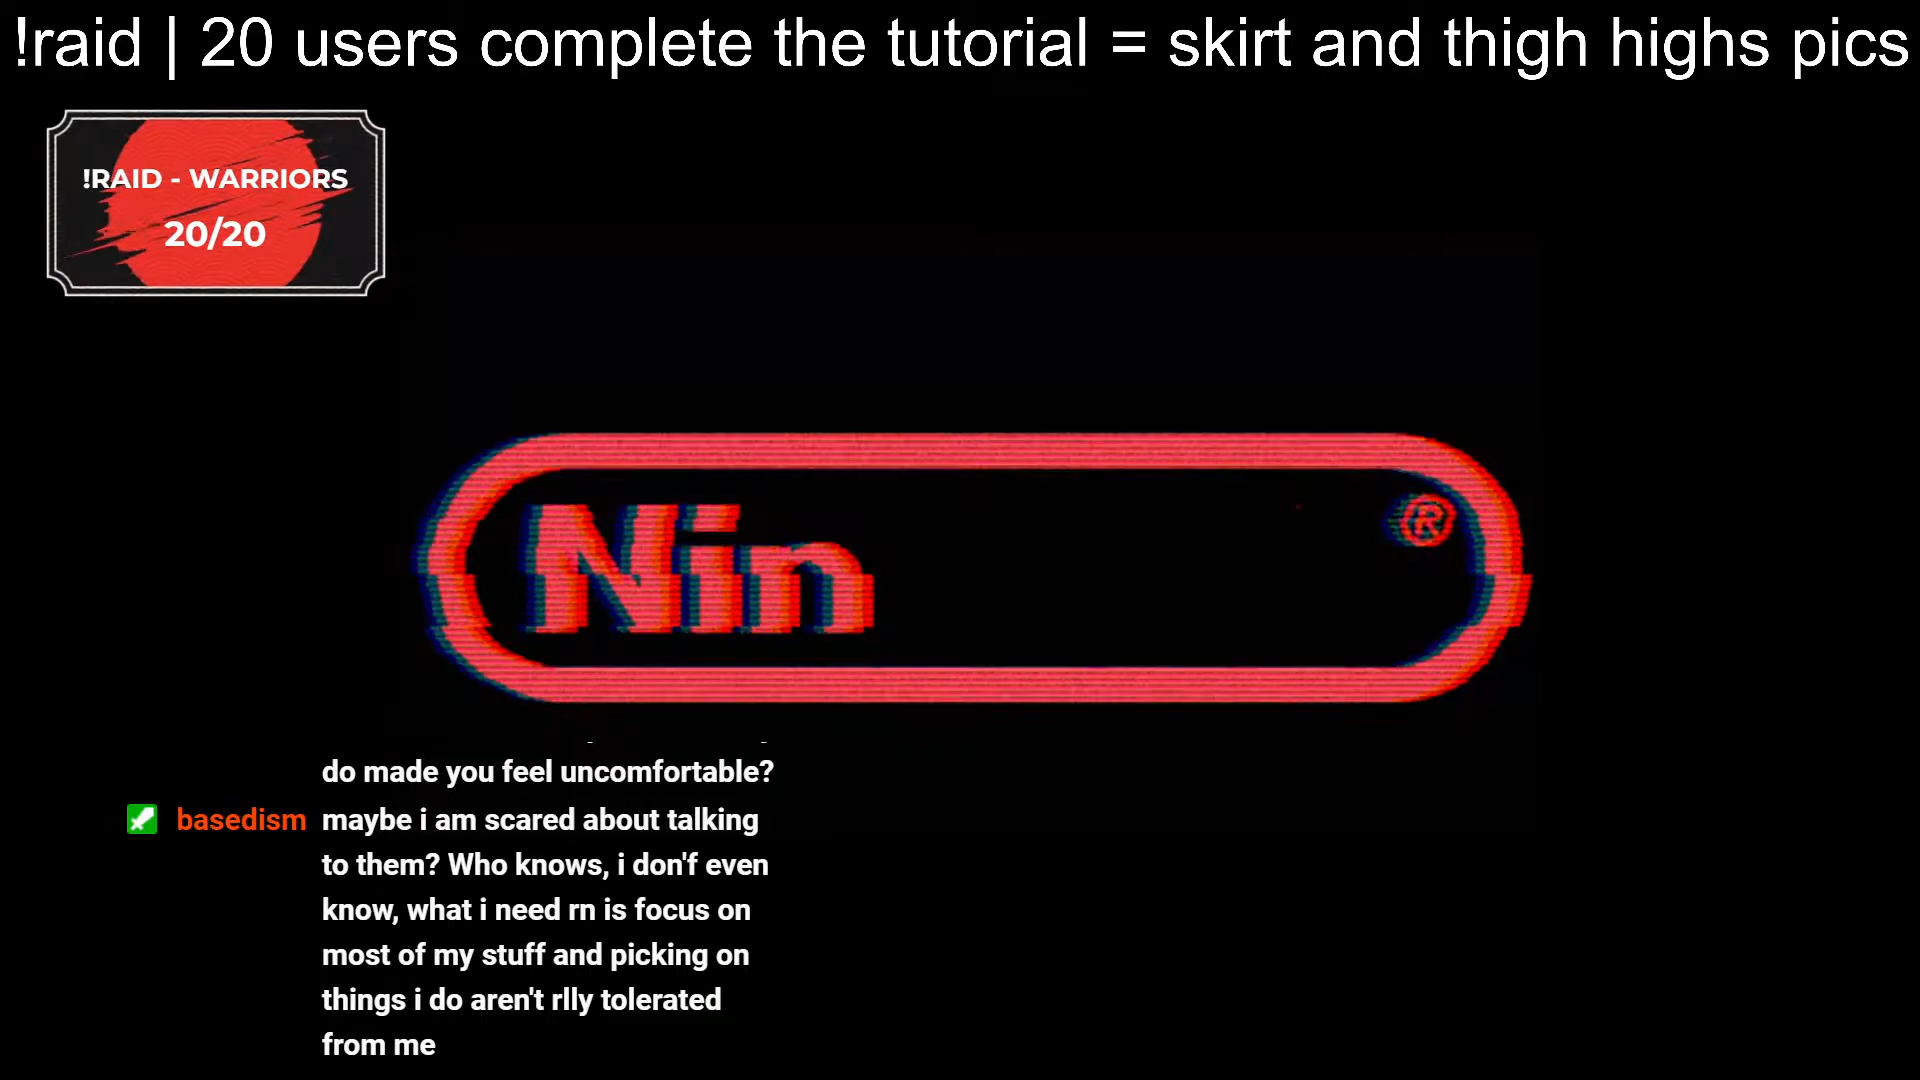 !raid | 20 users complete the tutorial = skirt and thigh highs pics
!RAID - WARRIORS
20/20
Nin
®
do made you feel uncomfortable?
basedism maybe i am scared about talking
to them? Who knows, i don'f even
know, what i need rn is focus on
most of my stuff and picking on
things i do aren't rlly tolerated
from me